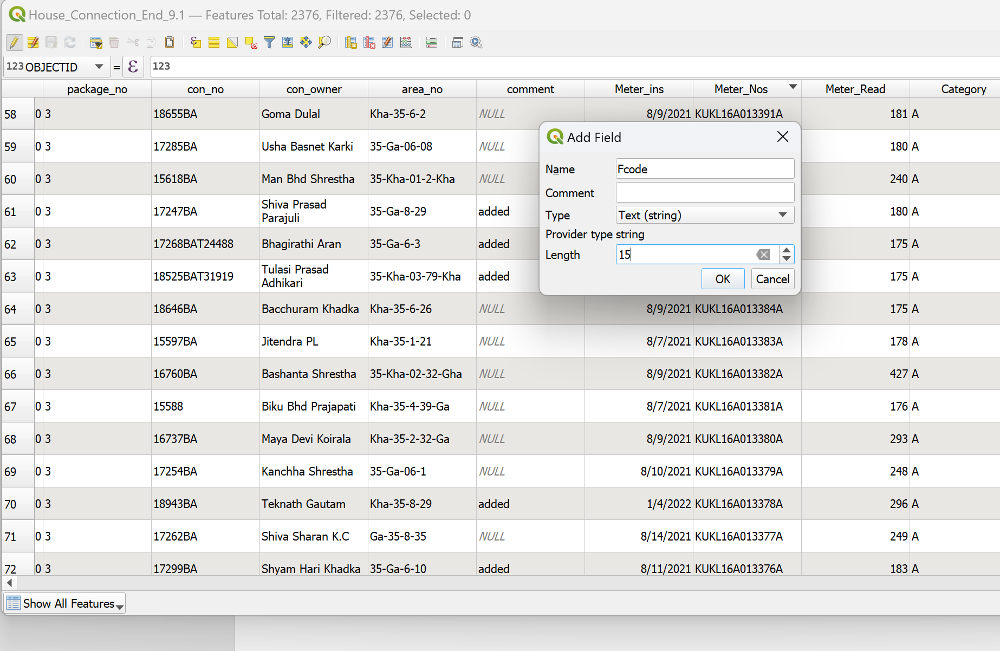 House_Connection_End_9.1 — Features Total: 2376, Filtered: 2376, Selected: 0
123 OBJECTID = ε 123
package_no con_no con_owner area_no comment Meter_ins Meter_Nos Meter_Read Category
58 0 3 18655BA Goma Dulal Kha-35-6-2 NULL 8/9/2021 KUKL16A013391A 181 A
59 0 3 17285BA Usha Basnet Karki 35-Ga-06-08 NULL 180 A
60 0 3 15618BA Man Bhd Shrestha 35-Kha-01-2-Kha NULL 240 A
61 0 3 17247BA Shiva Prasad Parajuli 35-Ga-8-29 added 180 A
62 0 3 17268BAT24488 Bhagirathi Aran 35-Ga-6-3 added 175 A
63 0 3 18525BAT31919 Tulasi Prasad Adhikari 35-Kha-03-79-Kha added 175 A
64 0 3 18646BA Bacchuram Khadka Kha-35-6-26 NULL 8/9/2021 KUKL16A013384A 175 A
65 0 3 15597BA Jitendra PL Kha-35-1-21 NULL 8/7/2021 KUKL16A013383A 178 A
66 0 3 16760BA Bashanta Shrestha 35-Kha-02-32-Gha NULL 8/9/2021 KUKL16A013382A 427 A
67 0 3 15588 Biku Bhd Prajapati Kha-35-4-39-Ga NULL 8/7/2021 KUKL16A013381A 176 A
68 0 3 16737BA Maya Devi Koirala Kha-35-2-32-Ga NULL 8/9/2021 KUKL16A013380A 293 A
69 0 3 17254BA Kanchha Shrestha 35-Ga-06-1 NULL 8/10/2021 KUKL16A013379A 248 A
70 0 3 18943BA Teknath Gautam Kha-35-8-29 added 1/4/2022 KUKL16A013378A 296 A
71 0 3 17262BA Shiva Sharan K.C Ga-35-8-35 NULL 8/14/2021 KUKL16A013377A 249 A
72 0 3 17299BA Shyam Hari Khadka 35-Ga-6-10 added 8/11/2021 KUKL16A013376A 183 A
Add Field
Name Fcode
Comment
Type Text (string)
Provider type string
Length 15
OK Cancel
Show All Features